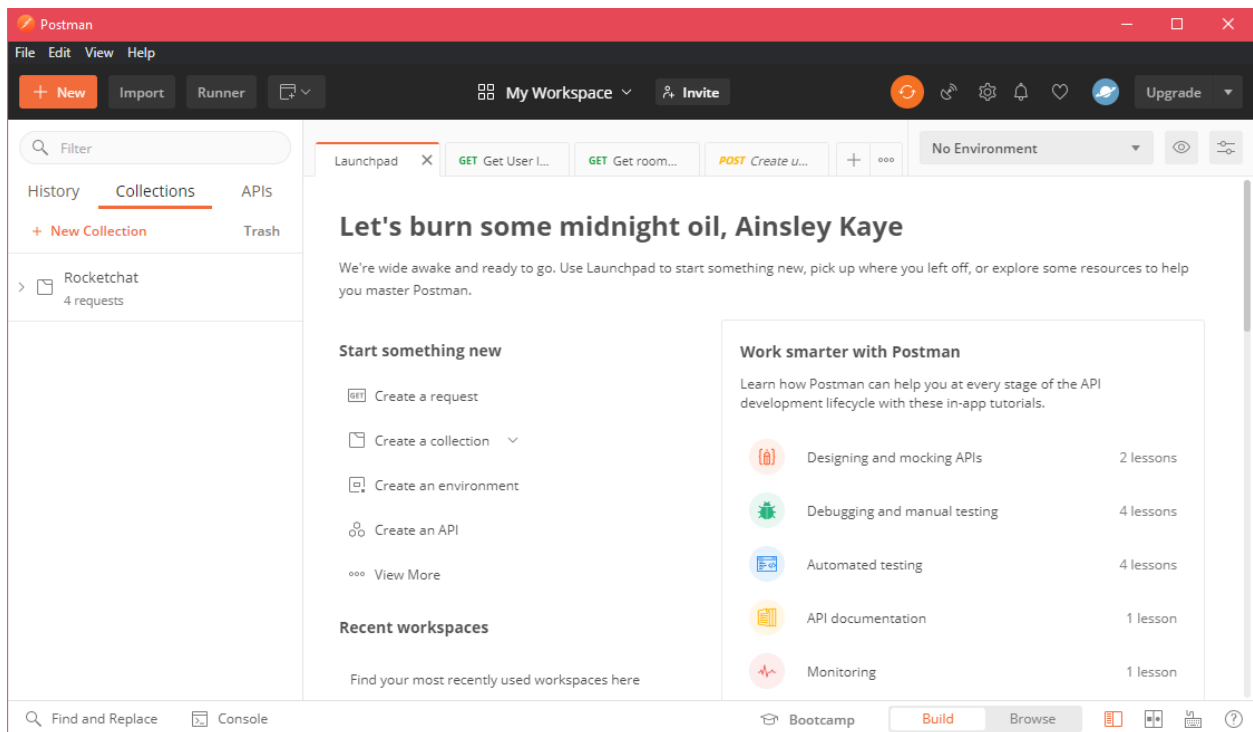 Postman
File Edit View Help
New Import Runner My Workspace Invite Upgrade
Filter
Launchpad GET Get User I... GET Get room... POST Create u... No Environment
History Collections APIs
+ New Collection Trash
Rocketchat
4 requests
Let's burn some midnight oil, Ainsley Kaye
We're wide awake and ready to go. Use Launchpad to start something new, pick up where you left off, or explore some resources to help
you master Postman.
Start something new
GET Create a request
Create a collection
Create an environment
Create an API
View More
Recent workspaces
Find your most recently used workspaces here
Work smarter with Postman
Learn how Postman can help you at every stage of the API
development lifecycle with these in-app tutorials.
Designing and mocking APIs 2 lessons
Debugging and manual testing 4 lessons
Automated testing 4 lessons
API documentation 1 lesson
Monitoring 1 lesson
Find and Replace Console Bootcamp Build Browse